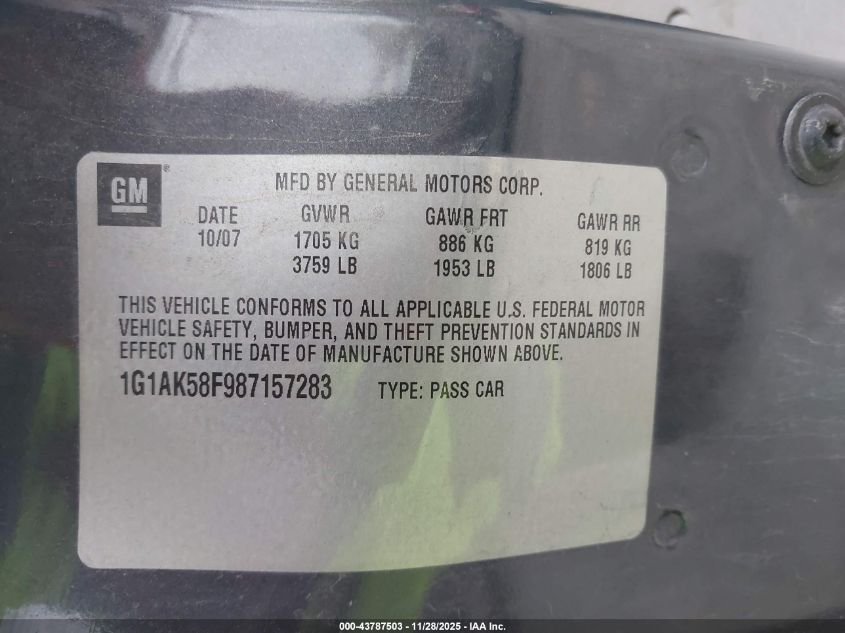 GM
MFD BY GENERAL MOTORS CORP.
DATE GVWR GAWR FRT GAWR RR
10/07 1705 KG 886 KG 819 KG
3759 LB 1953 LB 1806 LB
THIS VEHICLE CONFORMS TO ALL APPLICABLE U.S. FEDERAL MOTOR
VEHICLE SAFETY, BUMPER, AND THEFT PREVENTION STANDARDS IN
EFFECT ON THE DATE OF MANUFACTURE SHOWN ABOVE.
1G1AK58F987157283 TYPE: PASS CAR
000-43787503 — 11/28/2025 — IAA Inc.